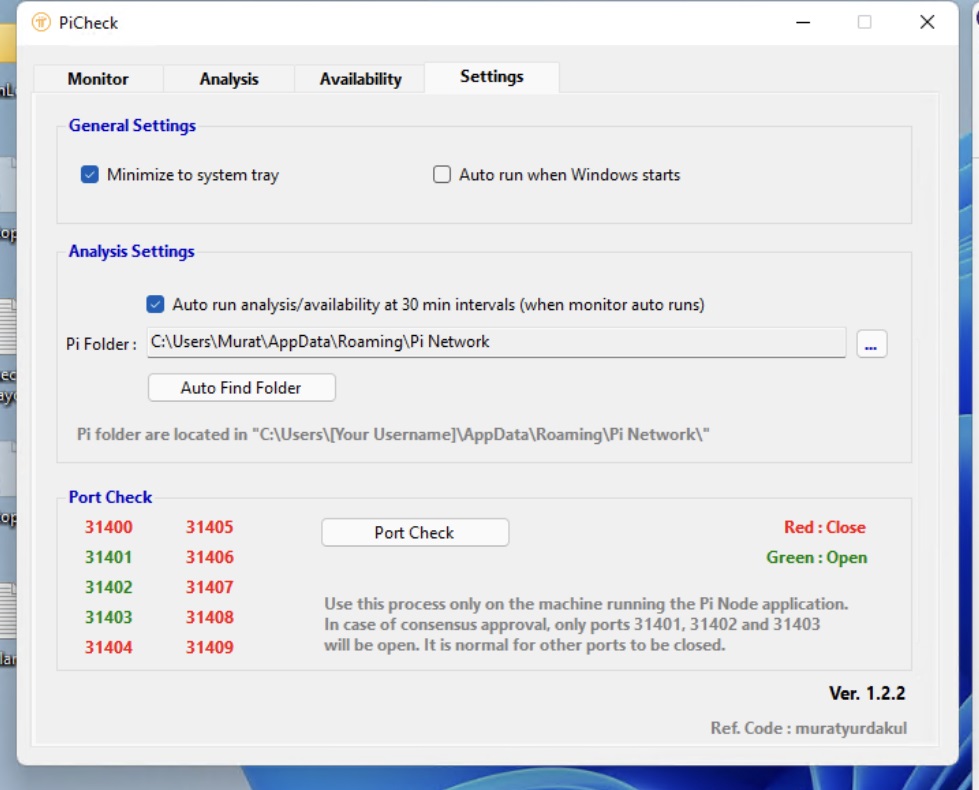 PiCheck
Monitor Analysis Availability Settings
General Settings
Minimize to system tray Auto run when Windows starts
Analysis Settings
Auto run analysis/availability at 30 min intervals (when monitor auto runs)
Pi Folder : C:\Users\Murat\AppData\Roaming\Pi Network ...
Auto Find Folder
Pi folder are located in "C:\Users\[Your Username]\AppData\Roaming\Pi Network\"
Port Check
31400 31405 Port Check Red : Close
31401 31406 Green : Open
31402 31407
31403 31408
31404 31409
Use this process only on the machine running the Pi Node application.
In case of consensus approval, only ports 31401, 31402 and 31403
will be open. It is normal for other ports to be closed.
Ver. 1.2.2
Ref. Code : muratyurdakul